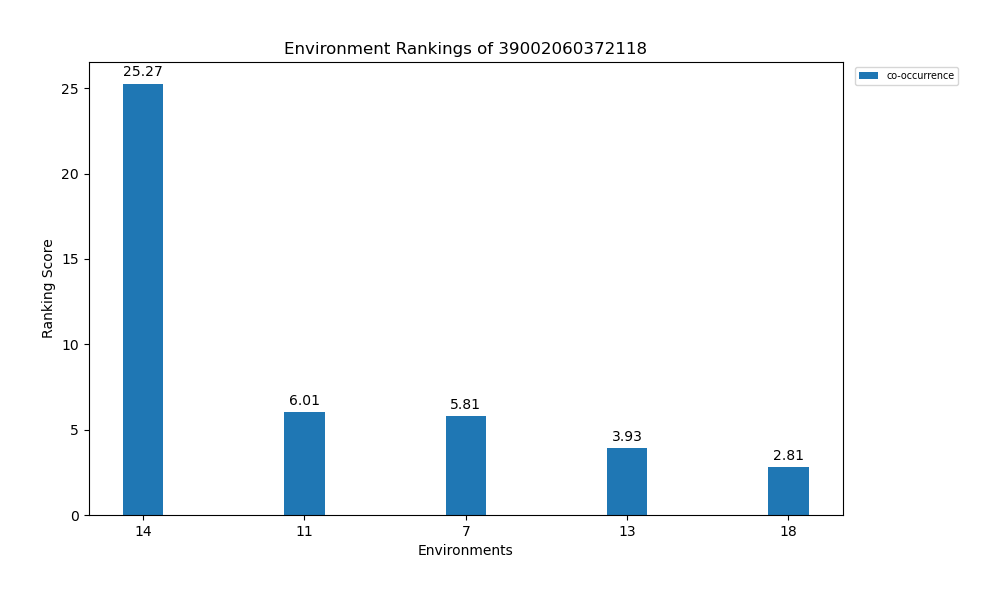 Environment Rankings of 39002060372118
co-occurrence
25.27
6.01
5.81
3.93
2.81
Ranking Score
25
20
15
10
5
0
14 11 7 13 18
Environments